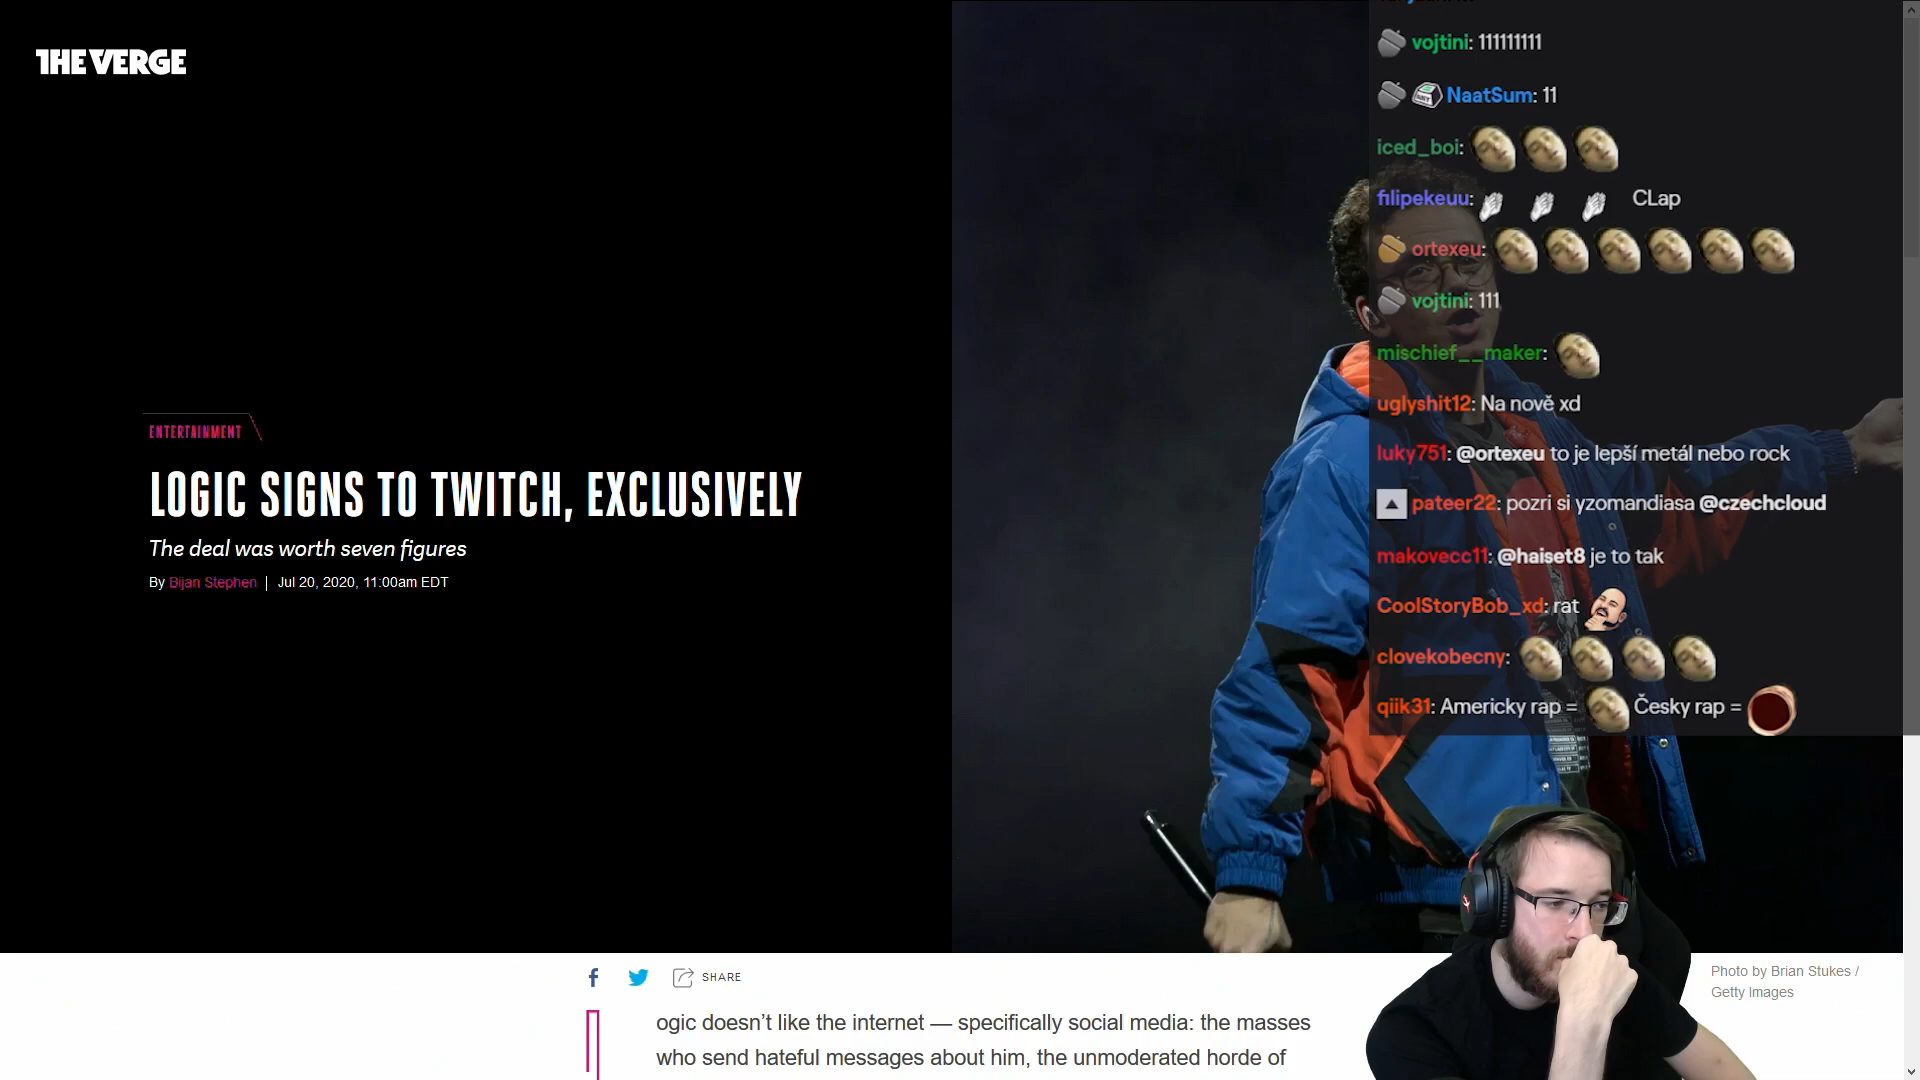 THE VERGE
ENTERTAINMENT
LOGIC SIGNS TO TWITCH, EXCLUSIVELY
The deal was worth seven figures
By Bijan Stephen | Jul 20, 2020, 11:00am EDT
vojtini: 111111111
NaatSum: 11
iced_boi:
filipekeuu: CLap
ortexeu:
vojtini: 111
mischief__maker:
uglyshit12: Na nově xd
luky751: @ortexeu to je lepší metál nebo rock
pateer22: pozri si yzomandiasa @czechcloud
makovecc11: @haiset8 je to tak
CoolStoryBob_xd: rat
clovekobecny:
qiik31: Americky rap = Česky rap =
SHARE
Photo by Brian Stukes /
Getty Images
ogic doesn’t like the internet — specifically social media: the masses
who send hateful messages about him, the unmoderated horde of